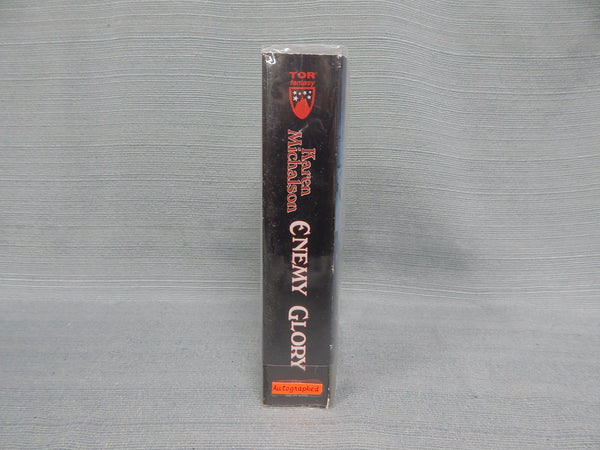 TOR
fantasy
Karen
Michalson
ENEMY GLORY
Autographed